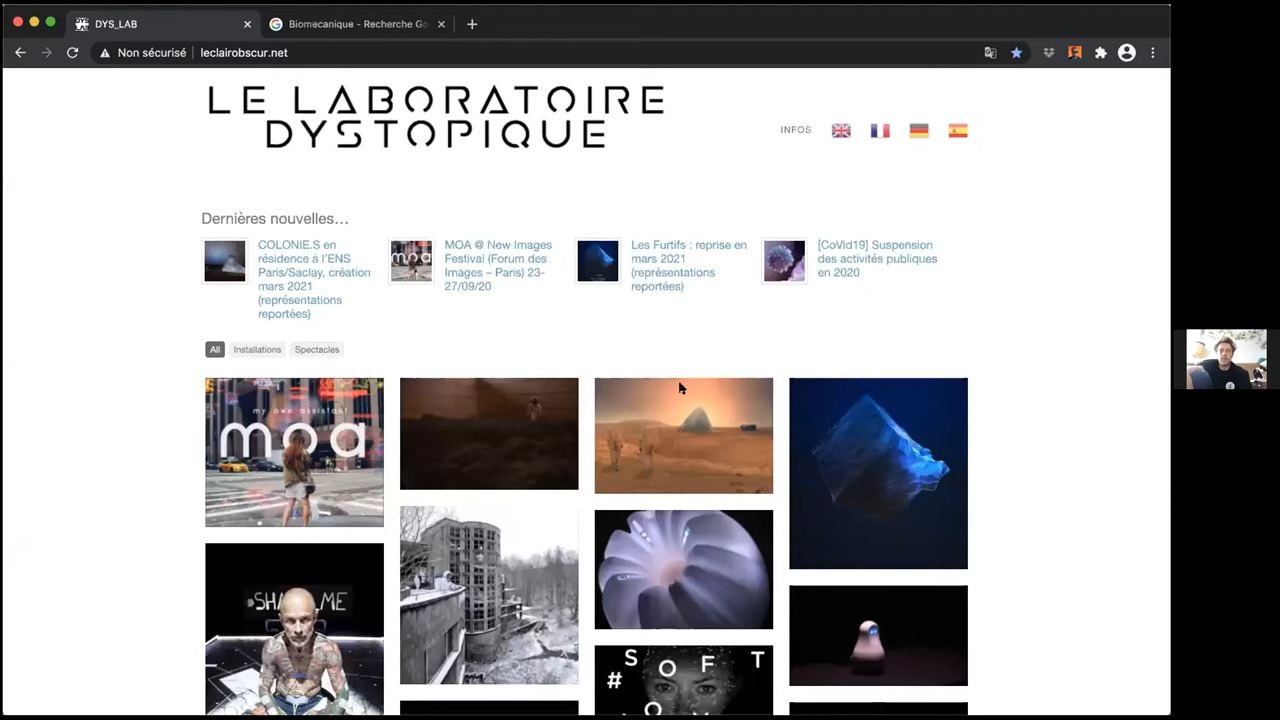 DYS_LAB
Biomecanique - Recherche Go
Non sécurisé
leclairobscur.net
LE LABORATOIRE
DYSTOPIQUE
INFOS
Dernières nouvelles…
COLONIE.S en
résidence à l'ENS
Paris/Saclay, création
mars 2021
(représentations
reportées)
MOA @ New Images
Festival (Forum des
Images – Paris) 23-
27/09/20
Les Furtifs : reprise en
mars 2021
(représentations
reportées)
[CoVid19] Suspension
des activités publiques
en 2020
All
Installations
Spectacles
my own assistant
moa
# S O F T